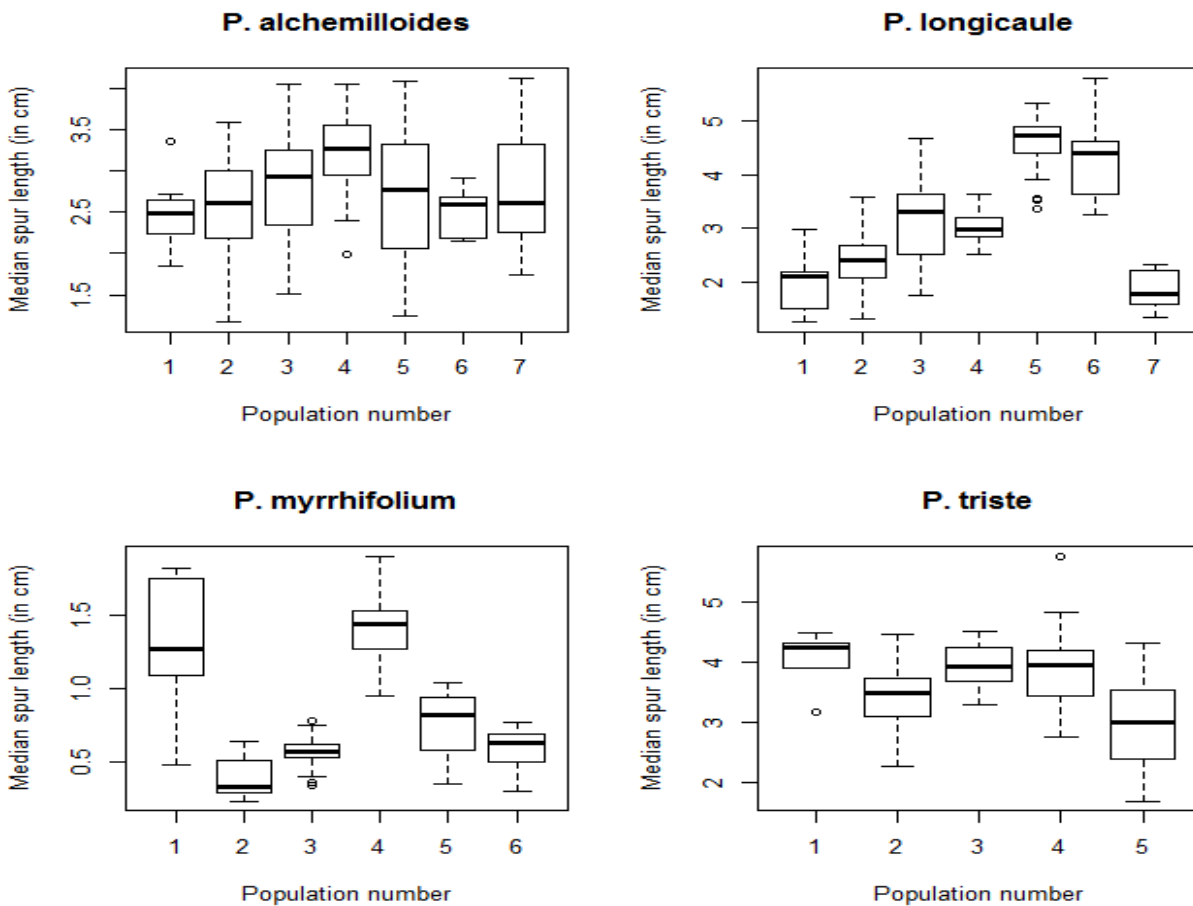 P. alchemilloides
Median spur length (in cm)
3.5
2.5
1.5
1 2 3 4 5 6 7
Population number
P. longicaule
Median spur length (in cm)
5
4
3
2
1 2 3 4 5 6 7
Population number
P. myrrhifolium
Median spur length (in cm)
1.5
1.0
0.5
1 2 3 4 5 6
Population number
P. triste
Median spur length (in cm)
5
4
3
2
1 2 3 4 5
Population number